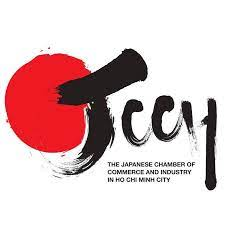 JCCH
THE JAPANESE CHAMBER OF
COMMERCE AND INDUSTRY
IN HO CHI MINH CITY